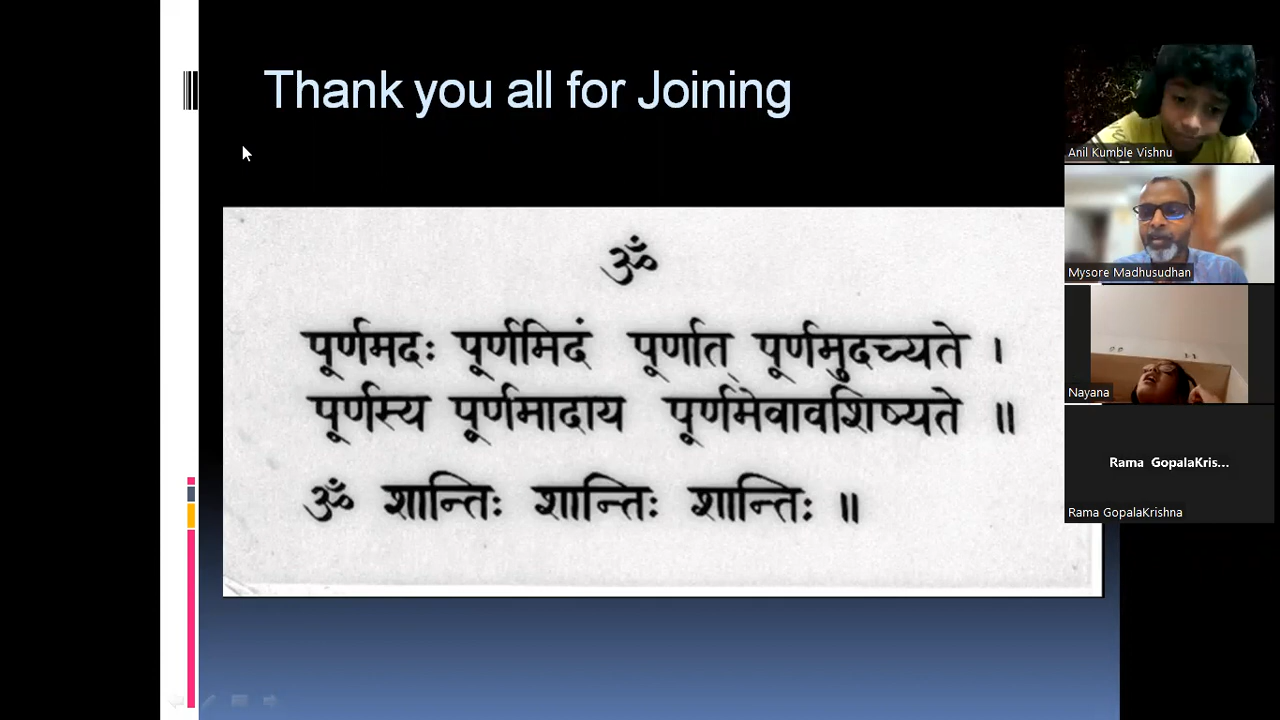 Thank you all for Joining
ॐ
पूर्णमदः पूर्णमिदं पूर्णात् पूर्णमुदच्यते ।
पूर्णस्य पूर्णमादाय पूर्णमेवावशिष्यते ॥
ॐ शान्तिः शान्तिः शान्तिः ॥
Anil Kumble Vishnu
Mysore Madhusudhan
Nayana
Rama GopalaKris...
Rama GopalaKrishna